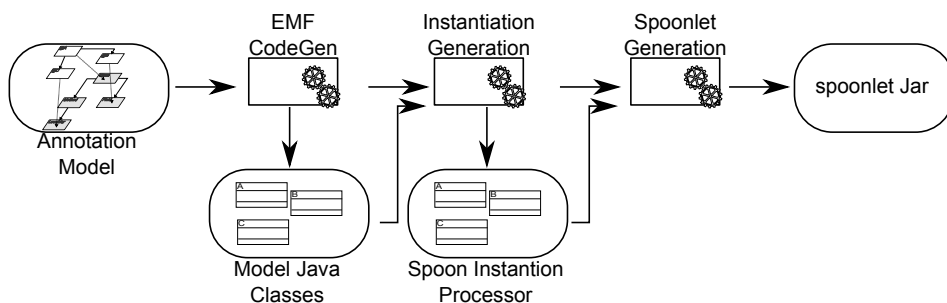 EMF
CodeGen
Instantiation
Generation
Spoonlet
Generation
spoonlet Jar
Annotation
Model
A
B
C
A
B
C
Model Java
Classes
Spoon Instantion
Processor